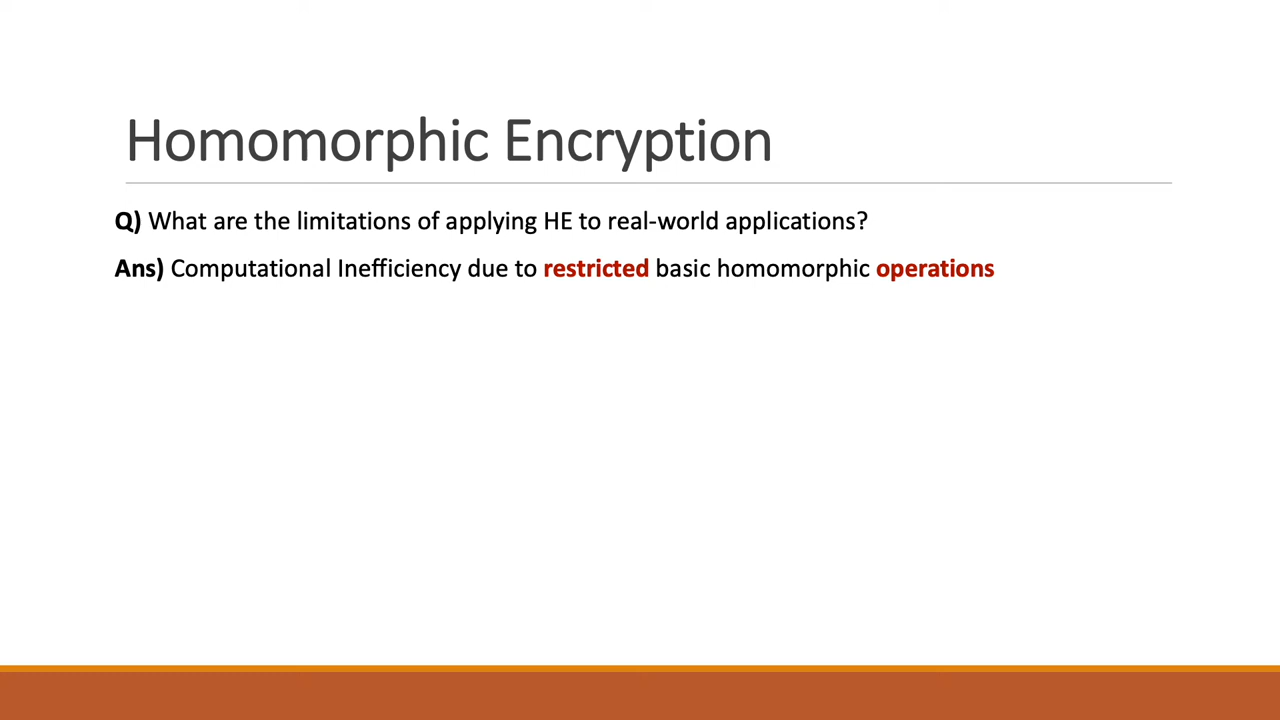 Homomorphic Encryption
Q) What are the limitations of applying HE to real-world applications?
Ans) Computational Inefficiency due to restricted basic homomorphic operations